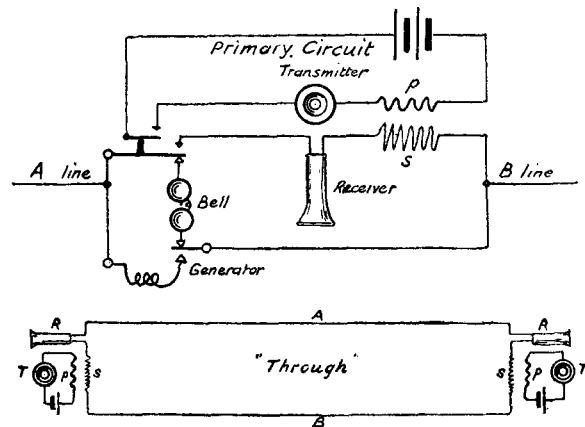 Primary Circuit
Transmitter
p
s
A line
B line
Receiver
Bell
Generator
A
R
R
"Through"
T
p
s
s
p
T
B